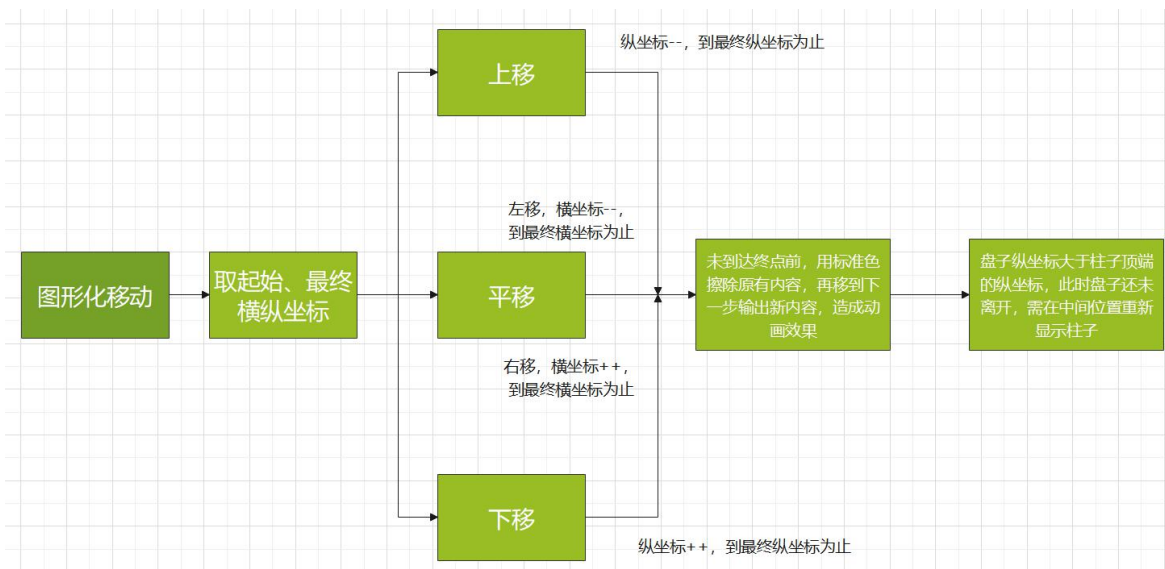 纵坐标--，到最终纵坐标为止
上移
左移，横坐标--，
到最终横坐标为止
图形化移动
取起始、最终
横纵坐标
平移
未到达终点前，用标准色
擦除原有内容，再移到下
一步输出新内容，造成动
画效果
盘子纵坐标大于柱子顶端
的纵坐标，此时盘子还未
离开，需在中间位置重新
显示柱子
右移，横坐标++，
到最终横坐标为止
下移
纵坐标++，到最终纵坐标为止